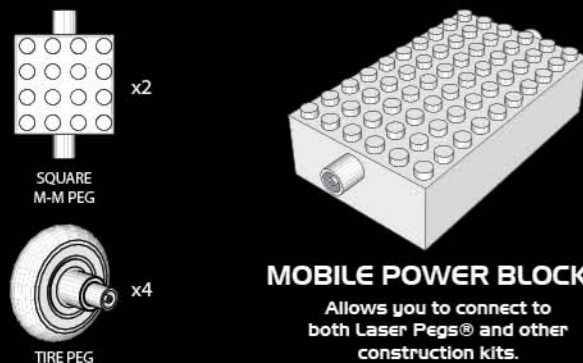 x2
SQUARE
M-M PEG
x4
TIRE PEG
MOBILE POWER BLOCK
Allows you to connect to
both Laser Pegs® and other
construction kits.